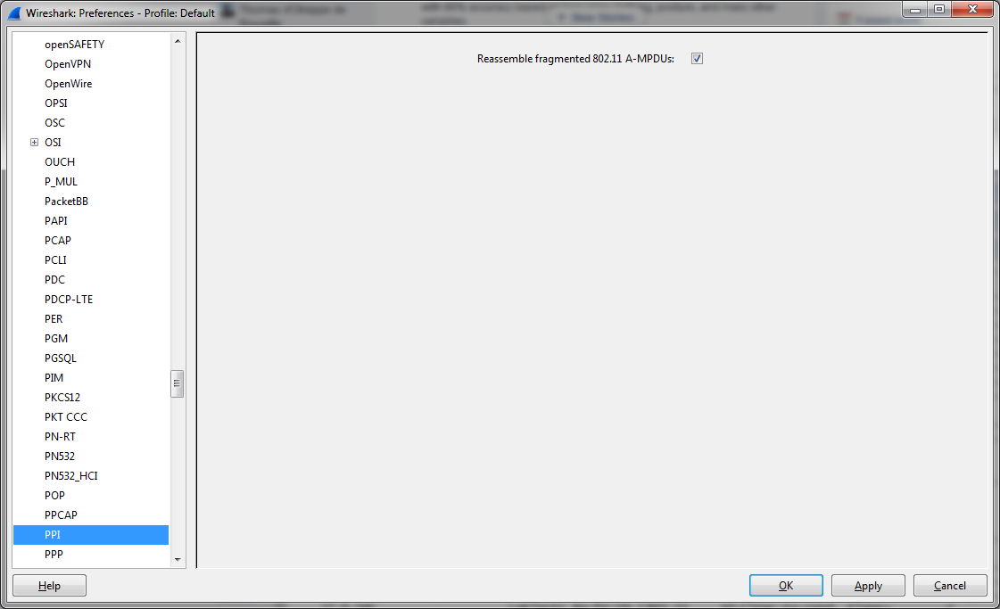 Wireshark: Preferences - Profile: Default
openSAFETY
OpenVPN
OpenWire
OPSI
OSC
OSI
OUCH
P_MUL
PacketBB
PAPI
PCAP
PCLI
PDC
PDCP-LTE
PER
PGM
PGSQL
PIM
PKCS12
PKT CCC
PN-RT
PN532
PN532_HCI
POP
PPCAP
PPI
PPP
Reassemble fragmented 802.11 A-MPDUs:
Help
OK
Apply
Cancel